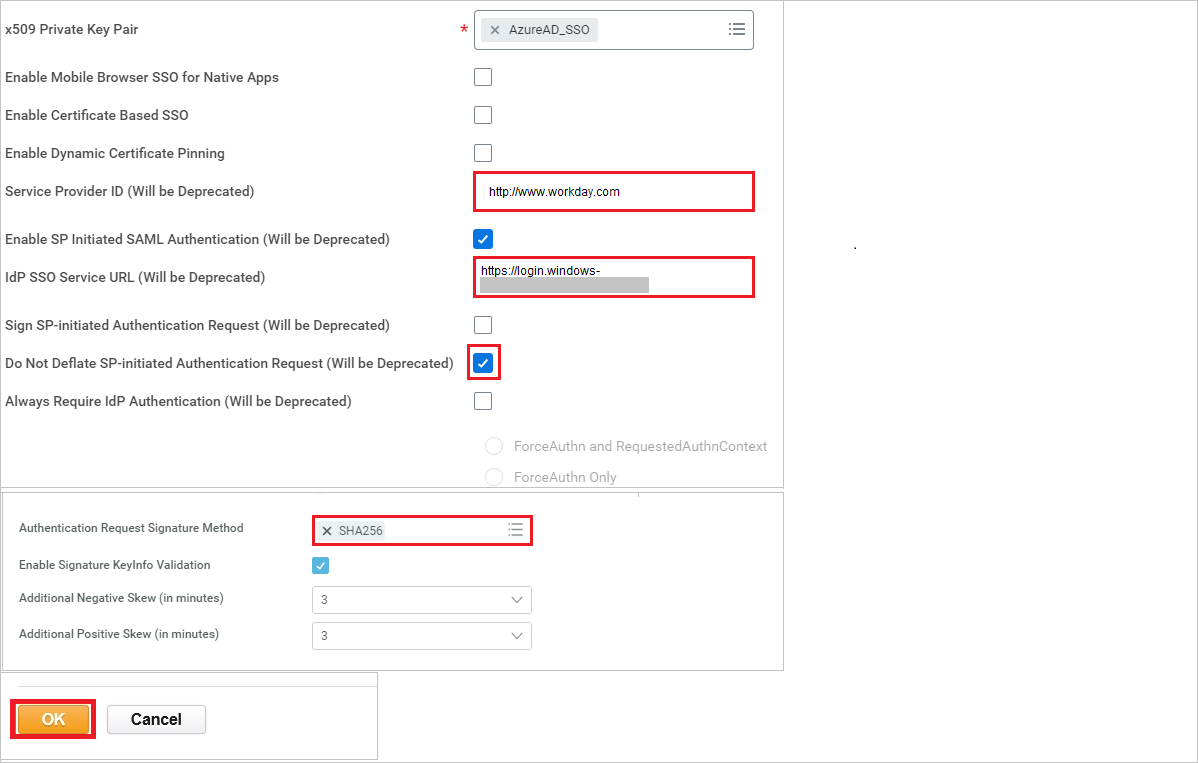 x509 Private Key Pair * × AzureAD_SSO
Enable Mobile Browser SSO for Native Apps
Enable Certificate Based SSO
Enable Dynamic Certificate Pinning
Service Provider ID (Will be Deprecated) http://www.workday.com
Enable SP Initiated SAML Authentication (Will be Deprecated)
.
IdP SSO Service URL (Will be Deprecated) https://login.windows-
Sign SP-initiated Authentication Request (Will be Deprecated)
Do Not Deflate SP-initiated Authentication Request (Will be Deprecated)
Always Require IdP Authentication (Will be Deprecated)
ForceAuthn and RequestedAuthnContext
ForceAuthn Only
Authentication Request Signature Method × SHA256
Enable Signature KeyInfo Validation
Additional Negative Skew (in minutes) 3
Additional Positive Skew (in minutes) 3
OK Cancel